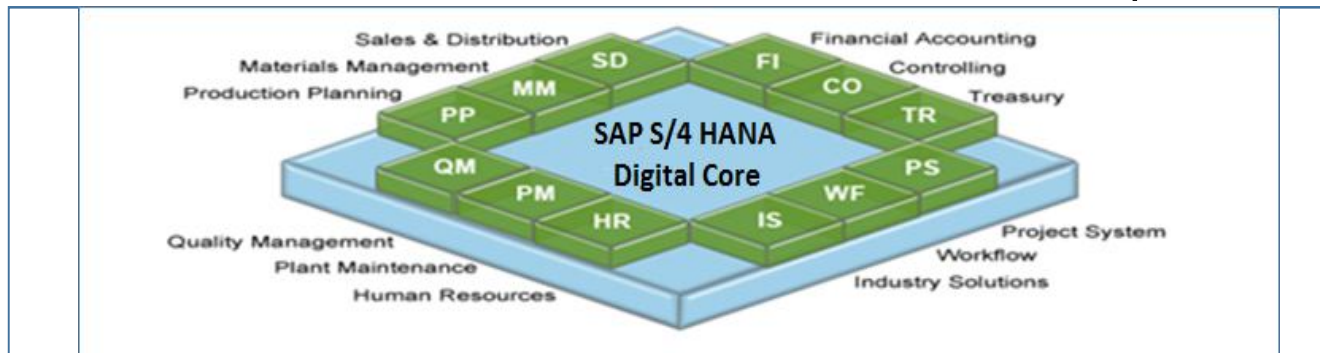 Sales & Distribution
Materials Management
Production Planning
Financial Accounting
Controlling
Treasury
SD
MM
PP
FI
CO
TR
SAP S/4 HANA
Digital Core
QM
PM
HR
PS
WF
IS
Quality Management
Plant Maintenance
Human Resources
Project System
Workflow
Industry Solutions